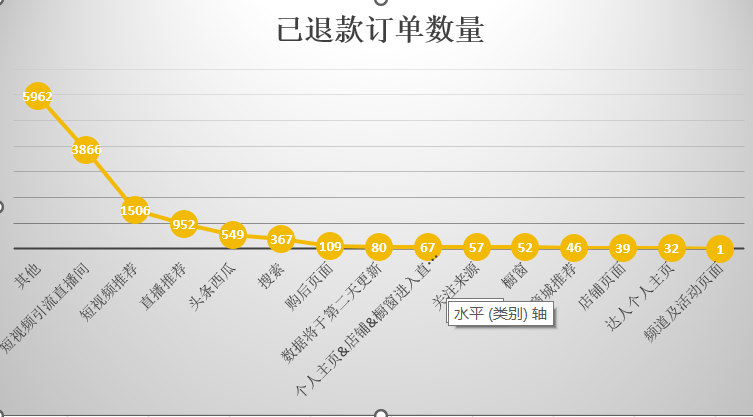 已退款订单数量
5962
3866
1506
952
549
367
109
80
67
57
52
46
39
32
1
其他
短视频引流直播间
短视频推荐
直播推荐
头条西瓜
搜索
购后页面
数据将于第二天更新
个人主页&店铺&橱窗进入直…
关注来源
橱窗
商城推荐
店铺页面
达人个人主页
频道及活动页面
水平 (类别) 轴